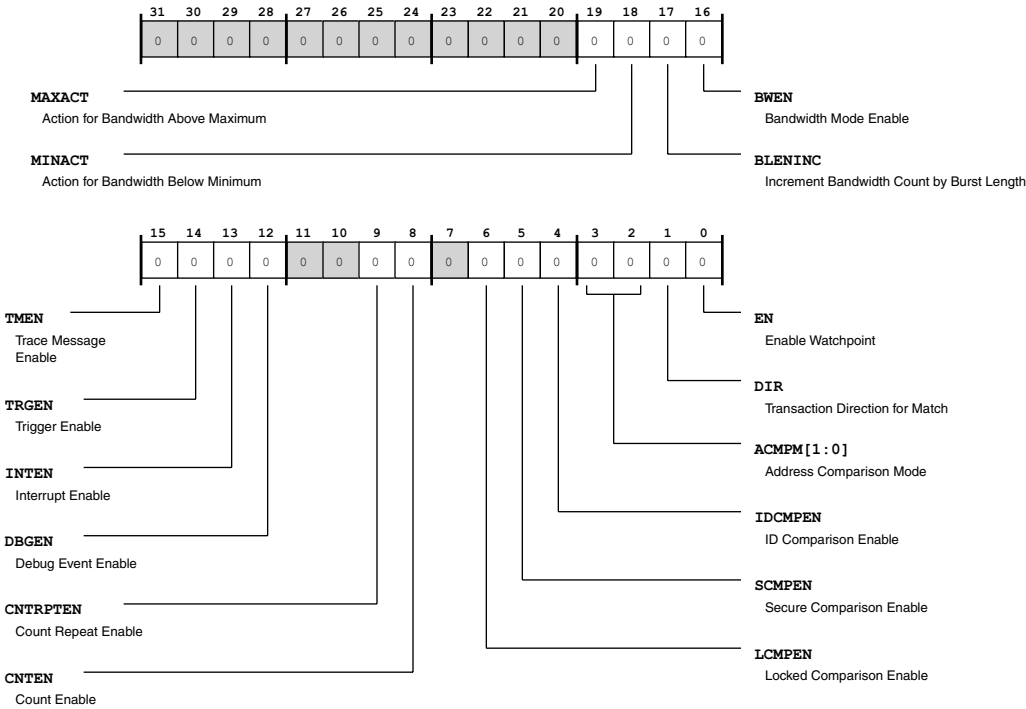 31 30 29 28 27 26 25 24 23 22 21 20 19 18 17 16
0 0 0 0 0 0 0 0 0 0 0 0 0 0 0 0
MAXACT
Action for Bandwidth Above Maximum
MINACT
Action for Bandwidth Below Minimum
BWEN
Bandwidth Mode Enable
BLENINC
Increment Bandwidth Count by Burst Length
15 14 13 12 11 10 9 8 7 6 5 4 3 2 1 0
0 0 0 0 0 0 0 0 0 0 0 0 0 0 0 0
TMEN
Trace Message
Enable
TRGEN
Trigger Enable
INTEN
Interrupt Enable
DBGEN
Debug Event Enable
CNTRPTEN
Count Repeat Enable
CNTEN
Count Enable
EN
Enable Watchpoint
DIR
Transaction Direction for Match
ACMPM[1:0]
Address Comparison Mode
IDCMPEN
ID Comparison Enable
SCMPEN
Secure Comparison Enable
LCMPEN
Locked Comparison Enable